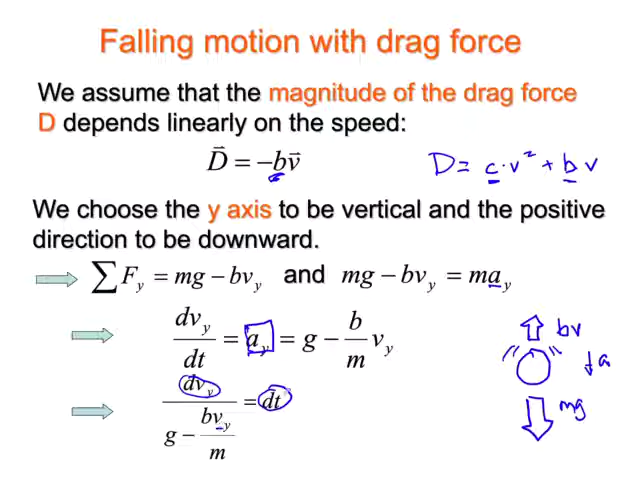 Falling motion with drag force
We assume that the magnitude of the drag force
D depends linearly on the speed:
D⃗ = −bv⃗
D = c·v² + b v
We choose the y axis to be vertical and the positive
direction to be downward.
∑ F_y = mg − bv_y and mg − bv_y = ma_y
dv_y/dt = a_y = g − (b/m) v_y
dv_y/(g − bv_y/m) = dt
bv
a
mg